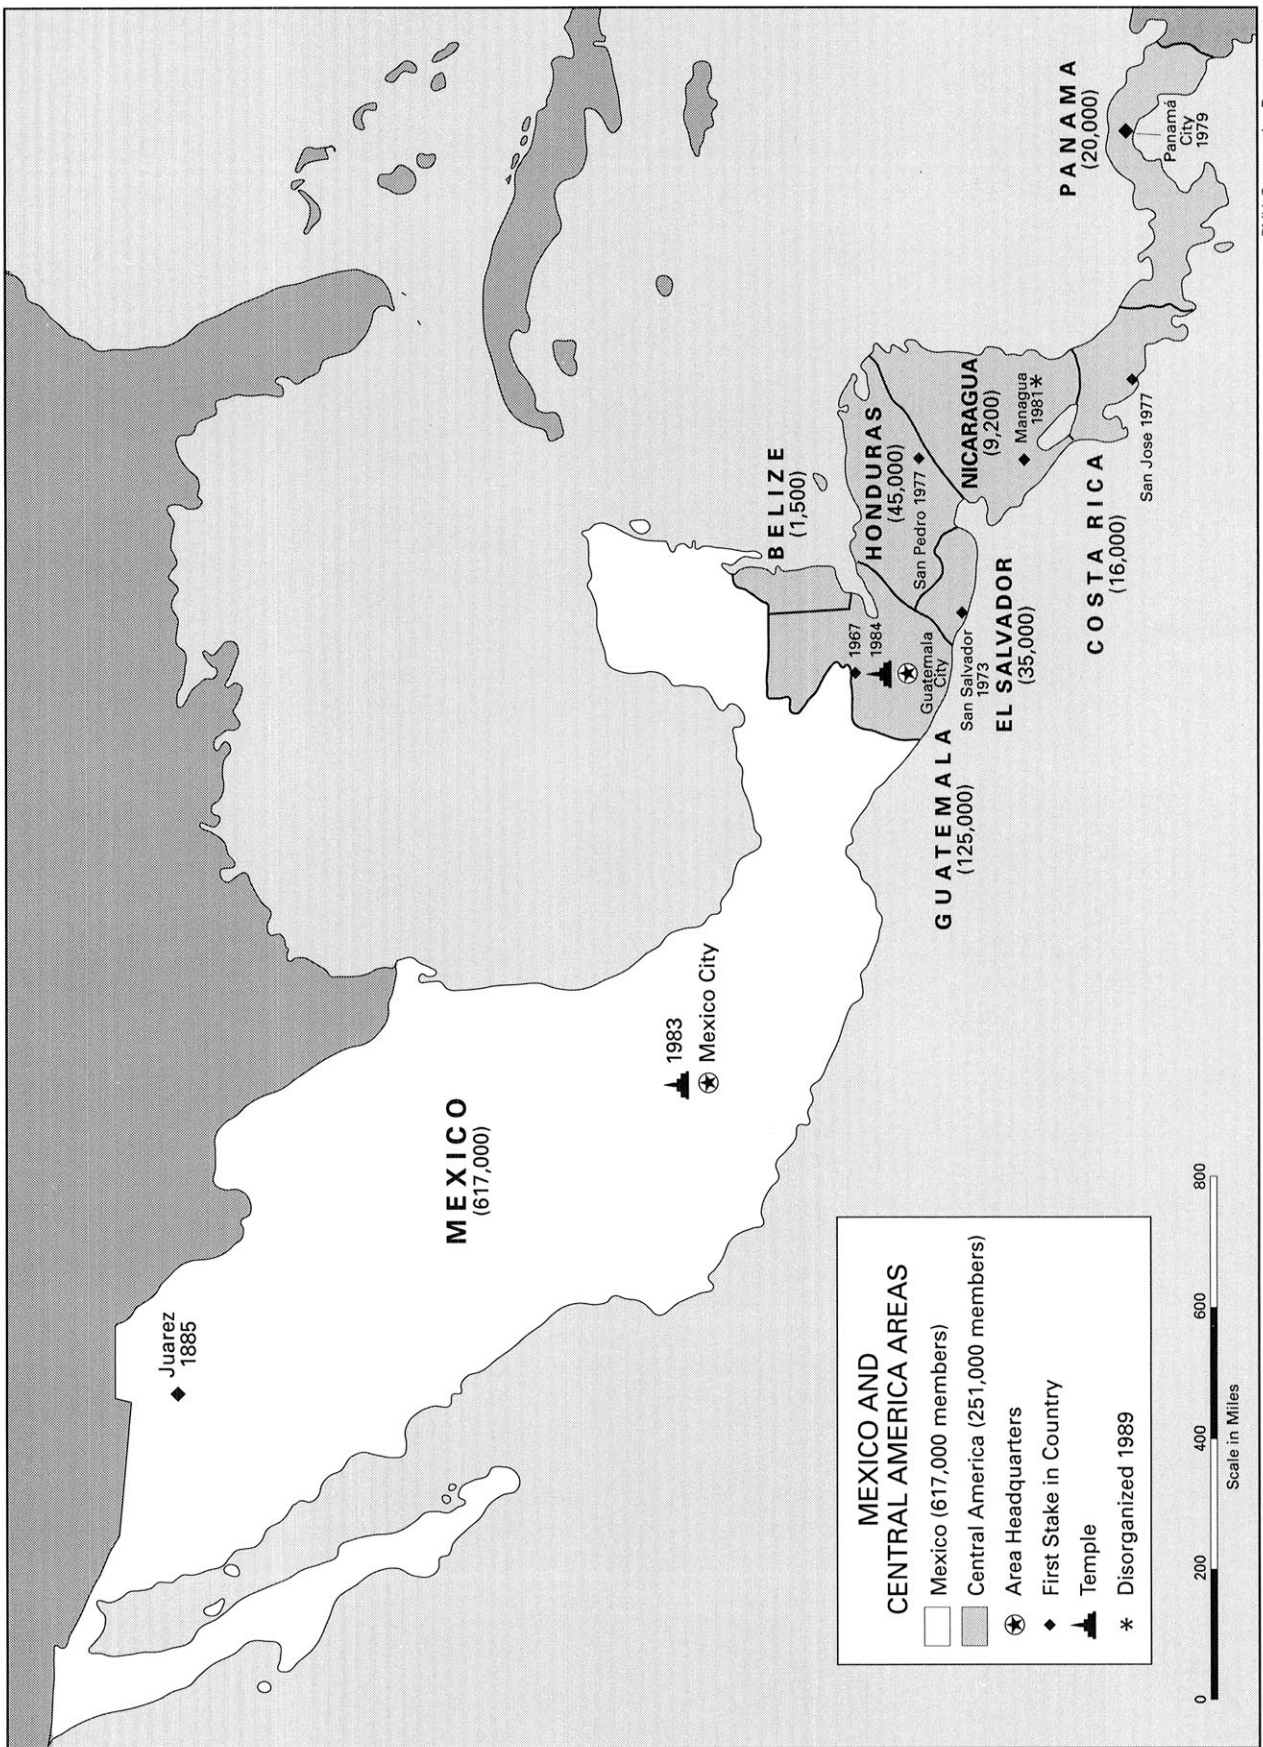 Juarez
1885
MEXICO
(617,000)
1983
Mexico City
BELIZE
(1,500)
HONDURAS
(45,000)
San Pedro 1977
1967
1984
Guatemala
City
GUATEMALA
(125,000)
San Salvador
1973
EL SALVADOR
(35,000)
NICARAGUA
(9,200)
Managua
1981*
COSTA RICA
(16,000)
San Jose 1977
PANAMA
(20,000)
Panamá
City
1979
MEXICO AND
CENTRAL AMERICA AREAS
Mexico (617,000 members)
Central America (251,000 members)
Area Headquarters
First Stake in Country
Temple
* Disorganized 1989
0 200 400 600 800
Scale in Miles